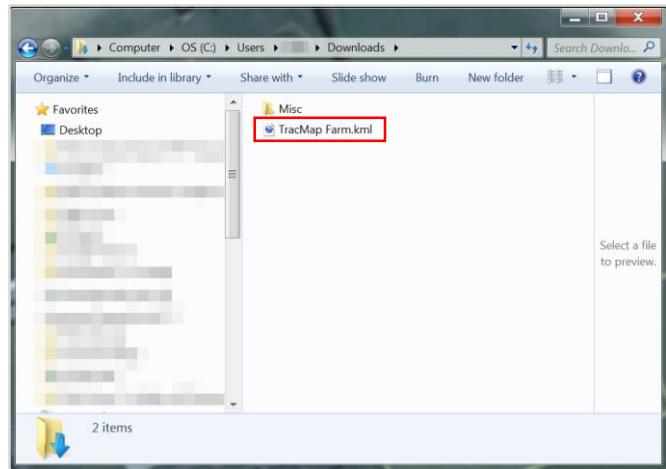 Computer ▸ OS (C:) ▸ Users ▸ ▸ Downloads ▸
Search Downlo...
Organize ▾ Include in library ▾ Share with ▾ Slide show Burn New folder
Favorites
Desktop
Misc
TracMap Farm.kml
Select a file
to preview.
2 items